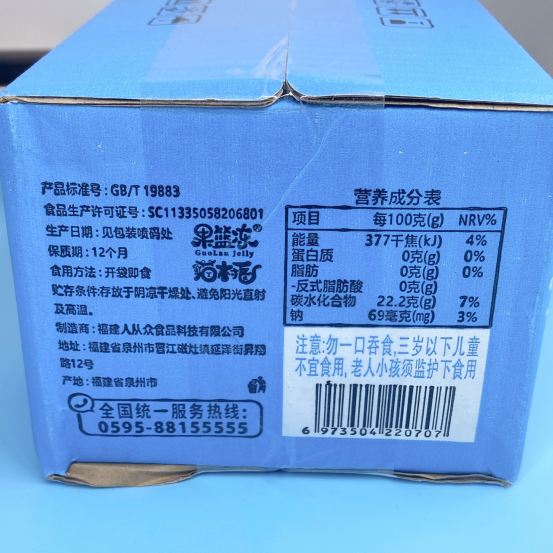 产品标准号：GB/T 19883
食品生产许可证号：SC11335058206801
生产日期：见包装喷码处
保质期：12个月
食用方法：开袋即食
贮存条件:存放于阴凉干燥处、避免阳光直射
及高温。
制造商：福建人从众食品科技有限公司
地址：福建省泉州市晋江磁灶镇延泽街昇翔
路12号
产地：福建省泉州市
果篮冻®
GuoLan Jelly
全国统一服务热线：
0595-88155555
营养成分表
项目 每100克(g) NRV%
能量 377千焦(kJ) 4%
蛋白质 0克(g) 0%
脂肪 0克(g) 0%
-反式脂肪酸 0克(g)
碳水化合物 22.2克(g) 7%
钠 69毫克(mg) 3%
注意:勿一口吞食,三岁以下儿童
不宜食用,老人小孩须监护下食用
6 973504 220707